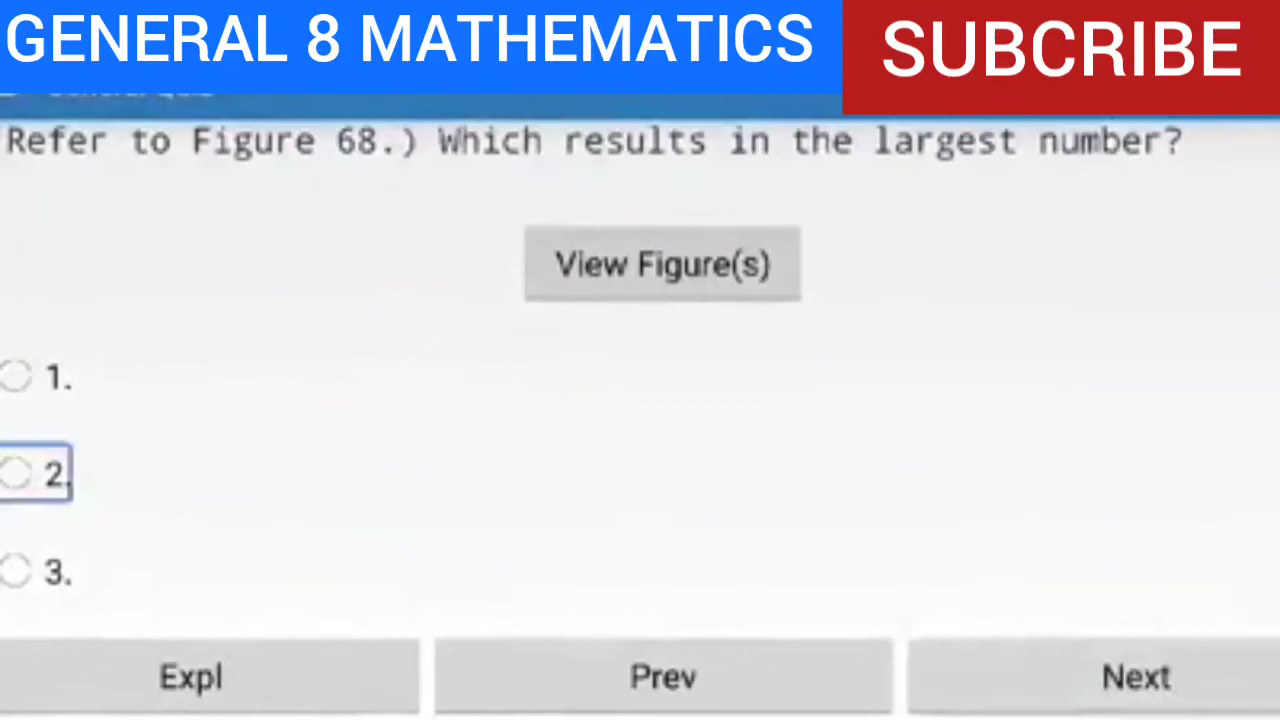 GENERAL 8 MATHEMATICS
SUBCRIBE
Refer to Figure 68.) Which results in the largest number?
View Figure(s)
1.
2.
3.
Expl
Prev
Next